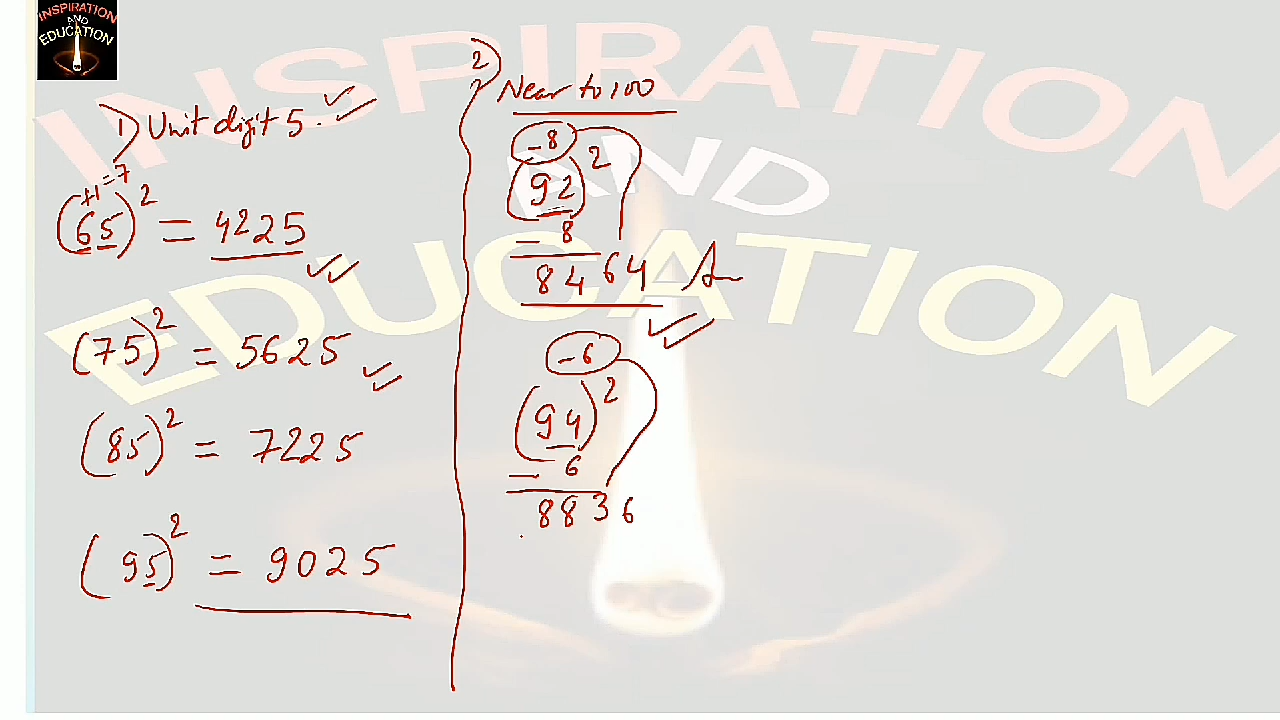 INSPIRATION
AND
EDUCATION
INSPIRATION
AND
EDUCATION
1) Unit digit 5.
+1=7
(65)² = 4225
(75)² = 5625
(85)² = 7225
(95)² = 9025
2) Near to 100
-8
(92)²
- 8
8464
-6
(94)²
- 6
8836